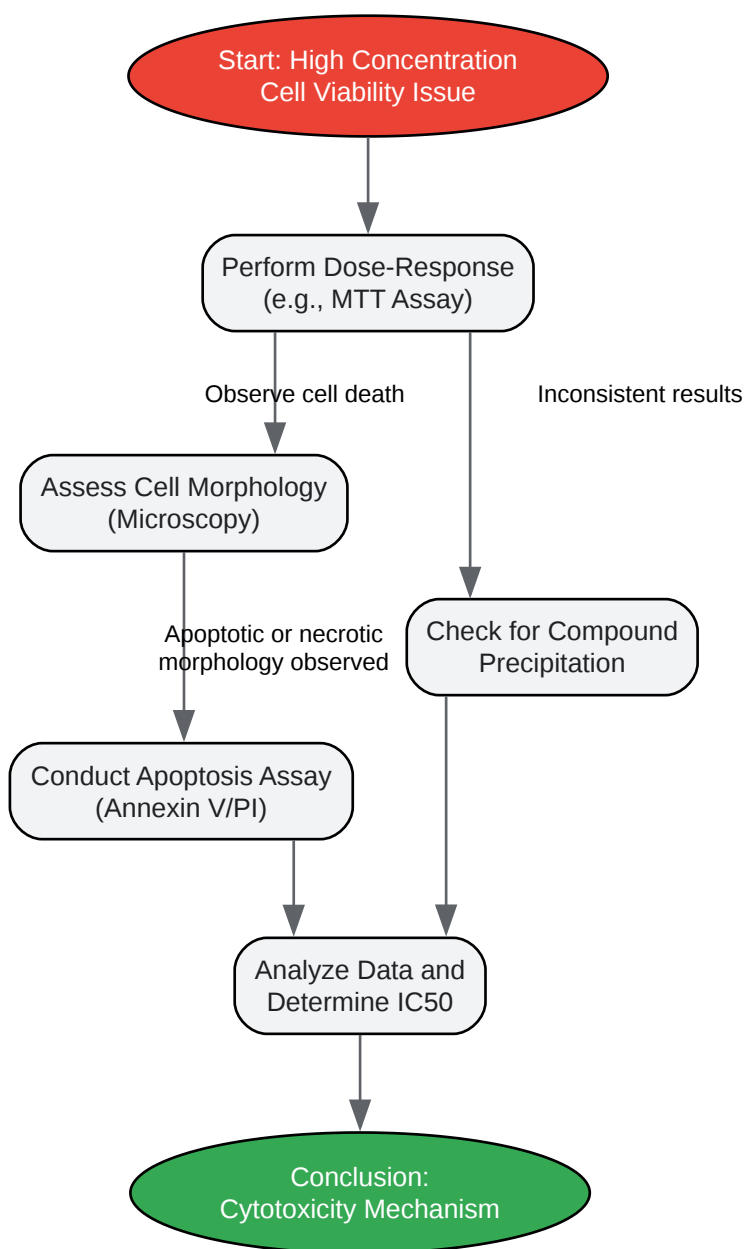 Start: High Concentration
Cell Viability Issue
Perform Dose-Response
(e.g., MTT Assay)
Observe cell death
Inconsistent results
Assess Cell Morphology
(Microscopy)
Apoptotic or necrotic
morphology observed
Check for Compound
Precipitation
Conduct Apoptosis Assay
(Annexin V/PI)
Analyze Data and
Determine IC50
Conclusion:
Cytotoxicity Mechanism